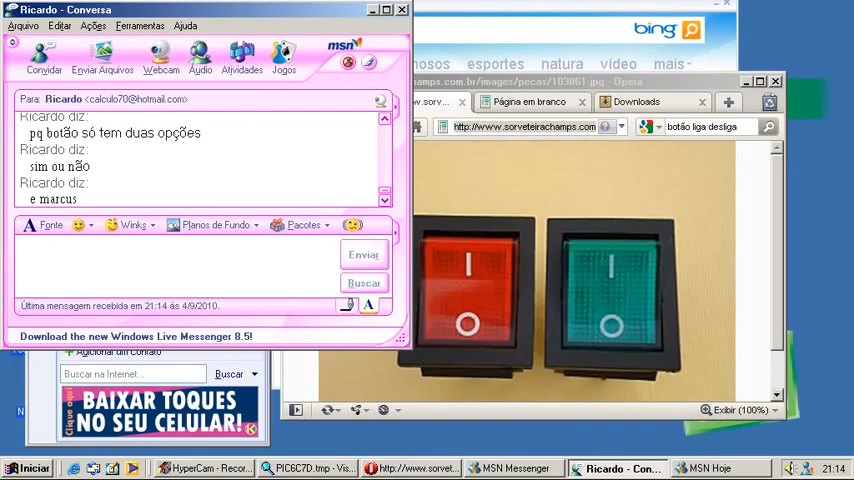 Ricardo - Conversa
Arquivo Editar Ações Ferramentas Ajuda
msn
Convidar Enviar Arquivos Webcam Áudio Atividades Jogos
Para: Ricardo <calculo70@hotmail.com>
Ricardo diz:
pq botão só tem duas opções
Ricardo diz:
sim ou não
Ricardo diz:
e marcus
A Fonte Winks Planos de Fundo Pacotes
Enviar
Buscar
A
Última mensagem recebida em 21:14 às 4/9/2010.
Download the new Windows Live Messenger 8.5!
Adicionar um Contato
Buscar na Internet... Buscar
Clique aqui
BAIXAR TOQUES
NO SEU CELULAR!
K
bing
esportes natura vídeo mais
champs.com.br/images/pecas/103861.jpg - Opera
Página em branco Downloads
http://www.sorveteirachamps.com botão liga desliga
I I
O O
Exibir (100%)
Iniciar HyperCam - Recor... PIC6C7D.tmp - Vis... http://www.sorvet... MSN Messenger Ricardo - Con... MSN Hoje 21:14